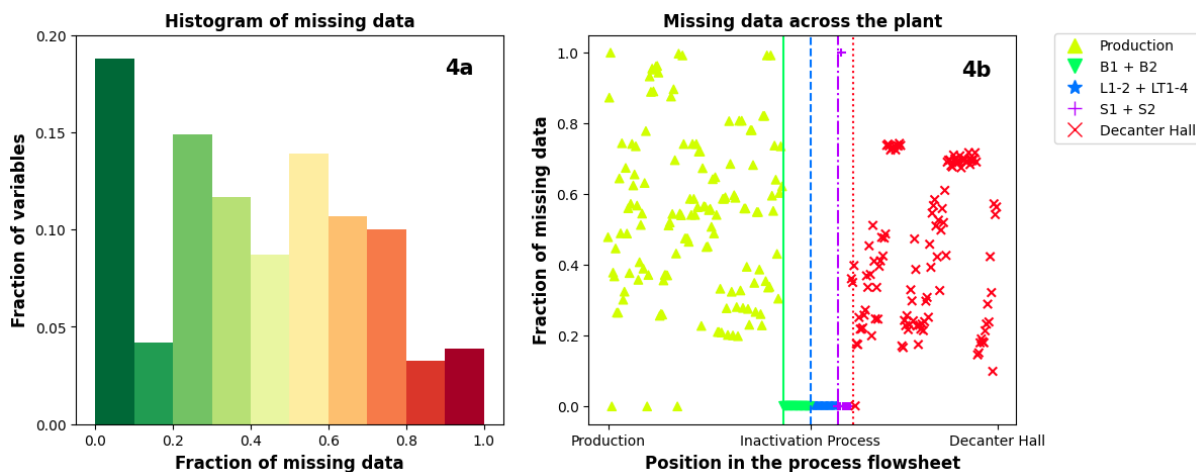 Histogram of missing data
4a
Fraction of variables
0.20
0.15
0.10
0.05
0.00
0.0 0.2 0.4 0.6 0.8 1.0
Fraction of missing data
Missing data across the plant
4b
Fraction of missing data
1.0
0.8
0.6
0.4
0.2
0.0
Production Inactivation Process Decanter Hall
Position in the process flowsheet
Production
B1 + B2
L1-2 + LT1-4
S1 + S2
Decanter Hall